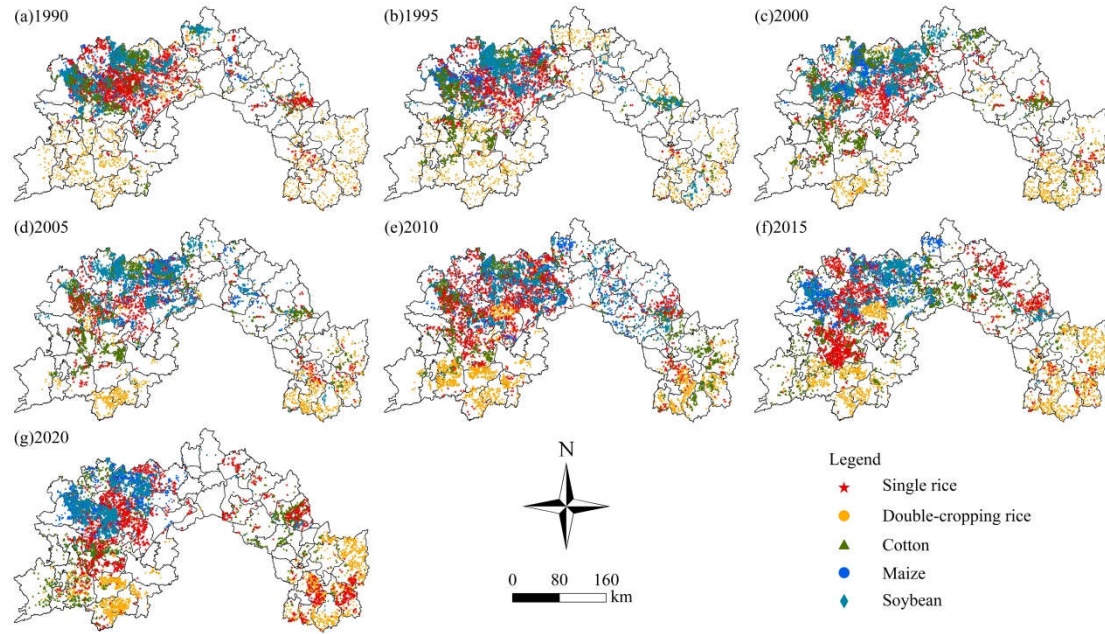 (a)1990
(b)1995
(c)2000
(d)2005
(e)2010
(f)2015
(g)2020
N
0 80 160
km
Legend
Single rice
Double-cropping rice
Cotton
Maize
Soybean